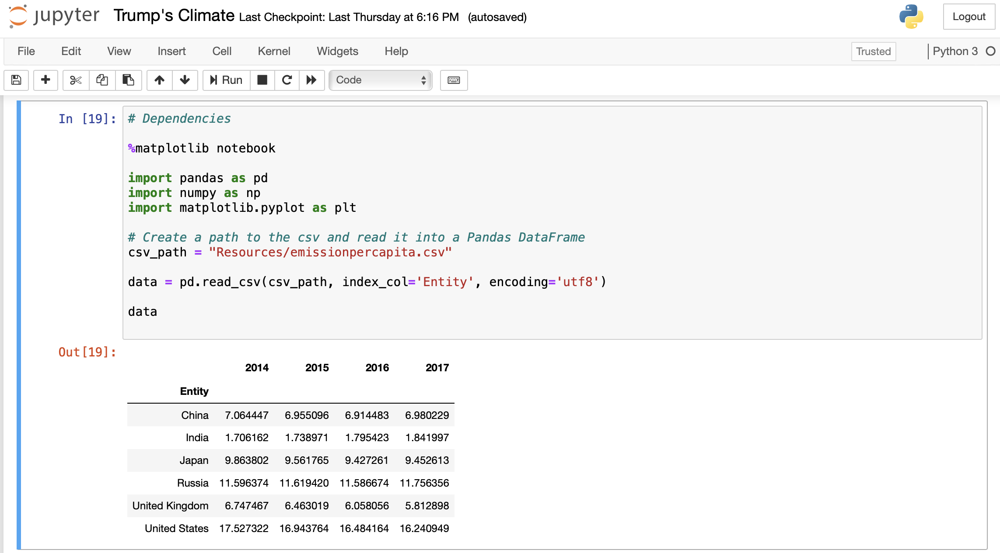 jupyter Trump's Climate Last Checkpoint: Last Thursday at 6:16 PM (autosaved) Logout
File Edit View Insert Cell Kernel Widgets Help Trusted Python 3
Run Code
In [19]: # Dependencies
%matplotlib notebook
import pandas as pd
import numpy as np
import matplotlib.pyplot as plt
# Create a path to the csv and read it into a Pandas DataFrame
csv_path = "Resources/emissionpercapita.csv"
data = pd.read_csv(csv_path, index_col='Entity', encoding='utf8')
data
Out[19]:
2014 2015 2016 2017
Entity
China 7.064447 6.955096 6.914483 6.980229
India 1.706162 1.738971 1.795423 1.841997
Japan 9.863802 9.561765 9.427261 9.452613
Russia 11.596374 11.619420 11.586674 11.756356
United Kingdom 6.747467 6.463019 6.058056 5.812898
United States 17.527322 16.943764 16.484164 16.240949